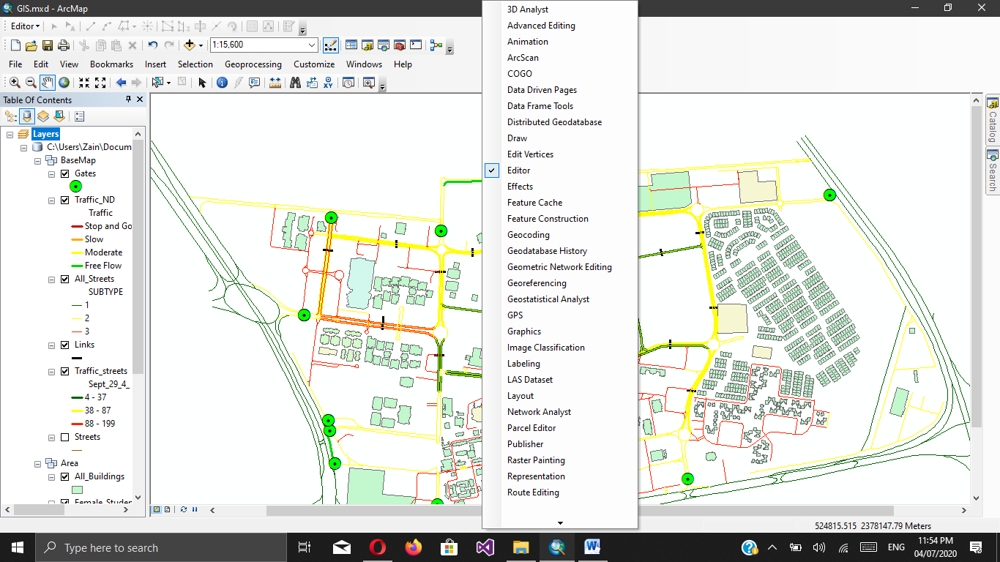 GIS.mxd - ArcMap
Editor
1:15,600
File Edit View Bookmarks Insert Selection Geoprocessing Customize Windows Help
Table Of Contents
Layers
C:\Users\Zain\Docum
BaseMap
Gates
Traffic_ND
Traffic
Stop and Go
Slow
Moderate
Free Flow
All_Streets
SUBTYPE
1
2
3
Links
Traffic_streets
Sept_29_4_
4 - 37
38 - 87
88 - 199
Streets
Area
All_Buildings
Female_Studen
3D Analyst
Advanced Editing
Animation
ArcScan
COGO
Data Driven Pages
Data Frame Tools
Distributed Geodatabase
Draw
Edit Vertices
Editor
Effects
Feature Cache
Feature Construction
Geocoding
Geodatabase History
Geometric Network Editing
Georeferencing
Geostatistical Analyst
GPS
Graphics
Image Classification
Labeling
LAS Dataset
Layout
Network Analyst
Parcel Editor
Publisher
Raster Painting
Representation
Route Editing
Catalog
Search
524815.515 2378147.79 Meters
Type here to search
ENG
11:54 PM
04/07/2020